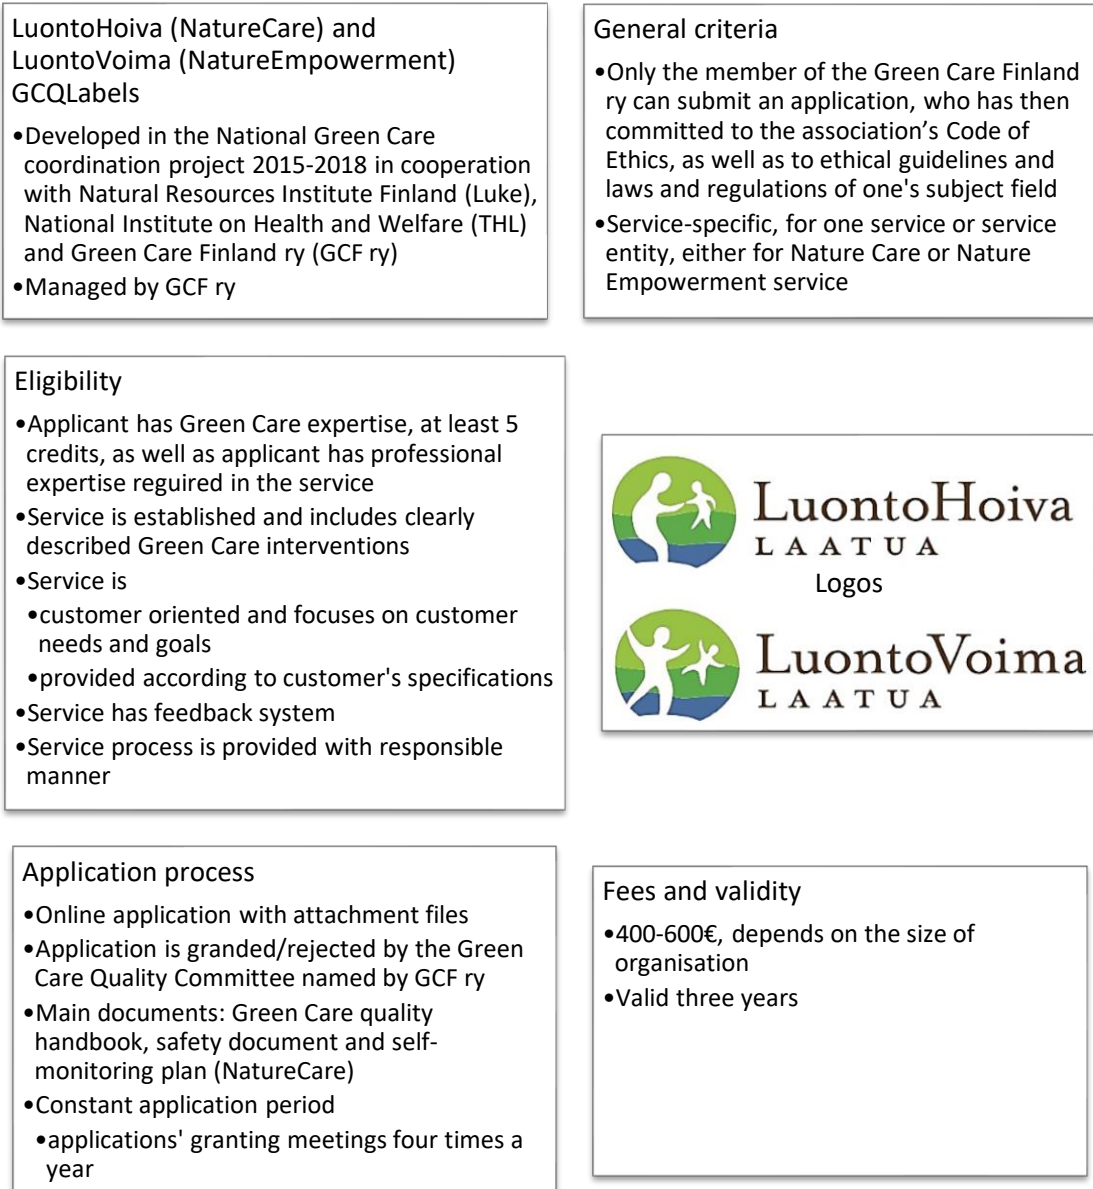 LuontoHoiva (NatureCare) and
LuontoVoima (NatureEmpowerment)
GCQLabels
•Developed in the National Green Care
coordination project 2015-2018 in cooperation
with Natural Resources Institute Finland (Luke),
National Institute on Health and Welfare (THL)
and Green Care Finland ry (GCF ry)
•Managed by GCF ry
General criteria
•Only the member of the Green Care Finland
ry can submit an application, who has then
committed to the association’s Code of
Ethics, as well as to ethical guidelines and
laws and regulations of one's subject field
•Service-specific, for one service or service
entity, either for Nature Care or Nature
Empowerment service
Eligibility
•Applicant has Green Care expertise, at least 5
credits, as well as applicant has professional
expertise reguired in the service
•Service is established and includes clearly
described Green Care interventions
•Service is
•customer oriented and focuses on customer
needs and goals
•provided according to customer's specifications
•Service has feedback system
•Service process is provided with responsible
manner
LuontoHoiva
LAATUA
Logos
LuontoVoima
LAATUA
Application process
•Online application with attachment files
•Application is granded/rejected by the Green
Care Quality Committee named by GCF ry
•Main documents: Green Care quality
handbook, safety document and self-
monitoring plan (NatureCare)
•Constant application period
•applications' granting meetings four times a
year
Fees and validity
•400-600€, depends on the size of
organisation
•Valid three years